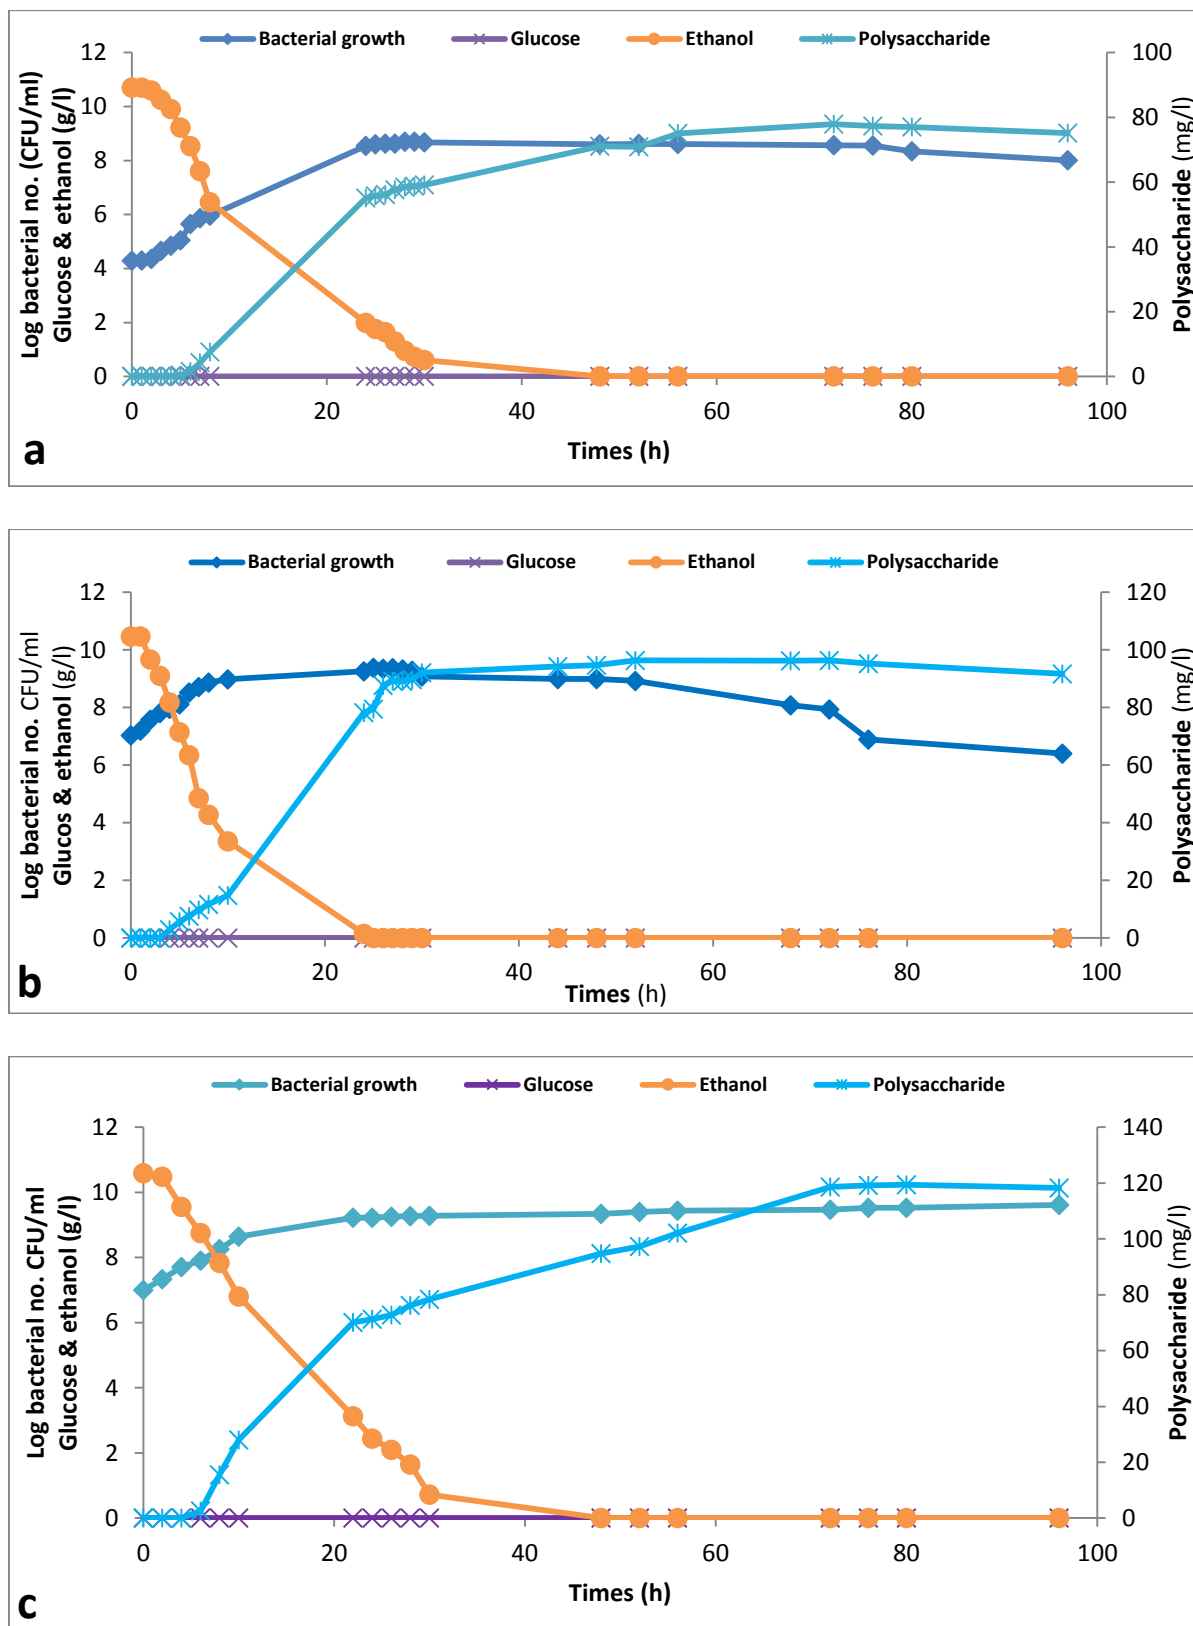 Bacterial growth Glucose Ethanol Polysaccharide
12 100
10 80
8 60
6
4 40
2 20
0 0
0 20 40 60 80 100
Times (h)
Log bacterial no. (CFU/ml)
Glucose & ethanol (g/l)
Polysaccharide (mg/l)
a
Bacterial growth Glucose Ethanol Polysaccharide
12 120
10 100
8 80
6 60
4 40
2 20
0 0
0 20 40 60 80 100
Times (h)
Log bacterial no. CFU/ml
Glucos & ethanol (g/l)
Polysaccharide (mg/l)
b
Bacterial growth Glucose Ethanol Polysaccharide
12 140
10 120
8 100
6 80
4 60
2 40
0 20
0
0 20 40 60 80 100
Times (h)
Log bacterial no. CFU/ml
Glucose & ethanol (g/l)
Polysaccharide (mg/l)
c